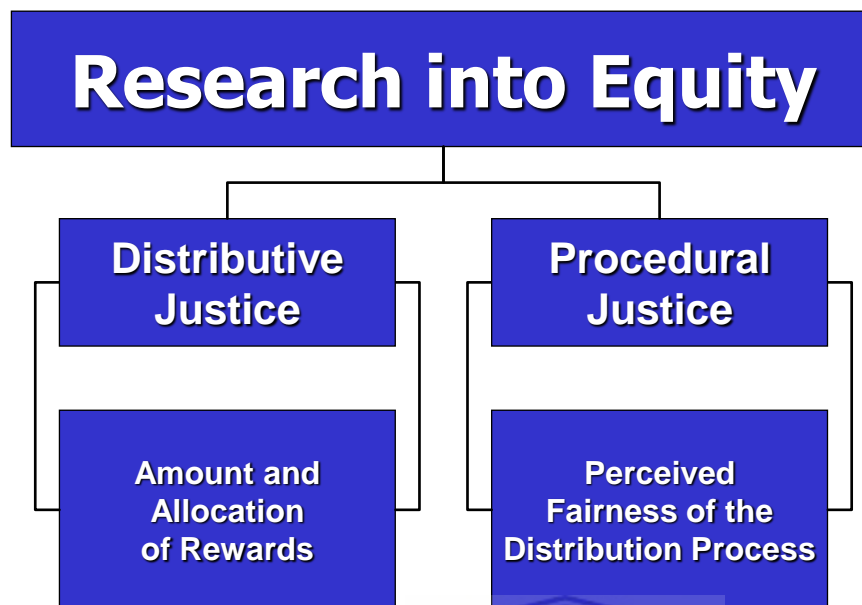 Research into Equity
Distributive
Justice
Procedural
Justice
Amount and
Allocation
of Rewards
Perceived
Fairness of the
Distribution Process